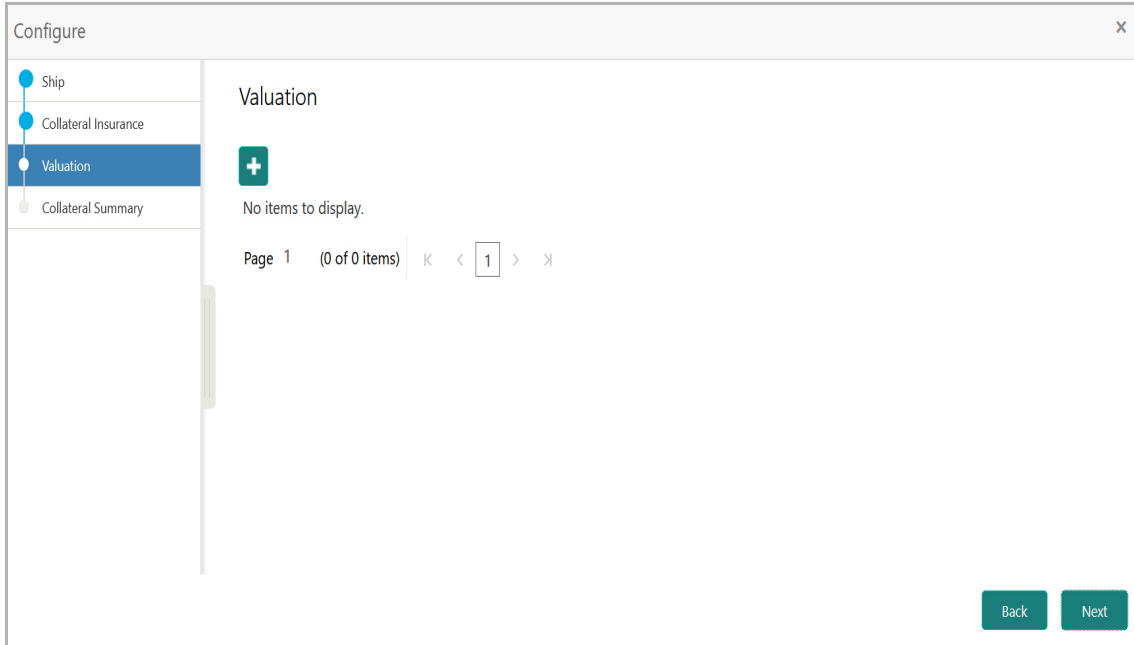 Configure
Ship
Collateral Insurance
Valuation
Collateral Summary
Valuation
No items to display.
Page 1 (0 of 0 items) 1
Back Next